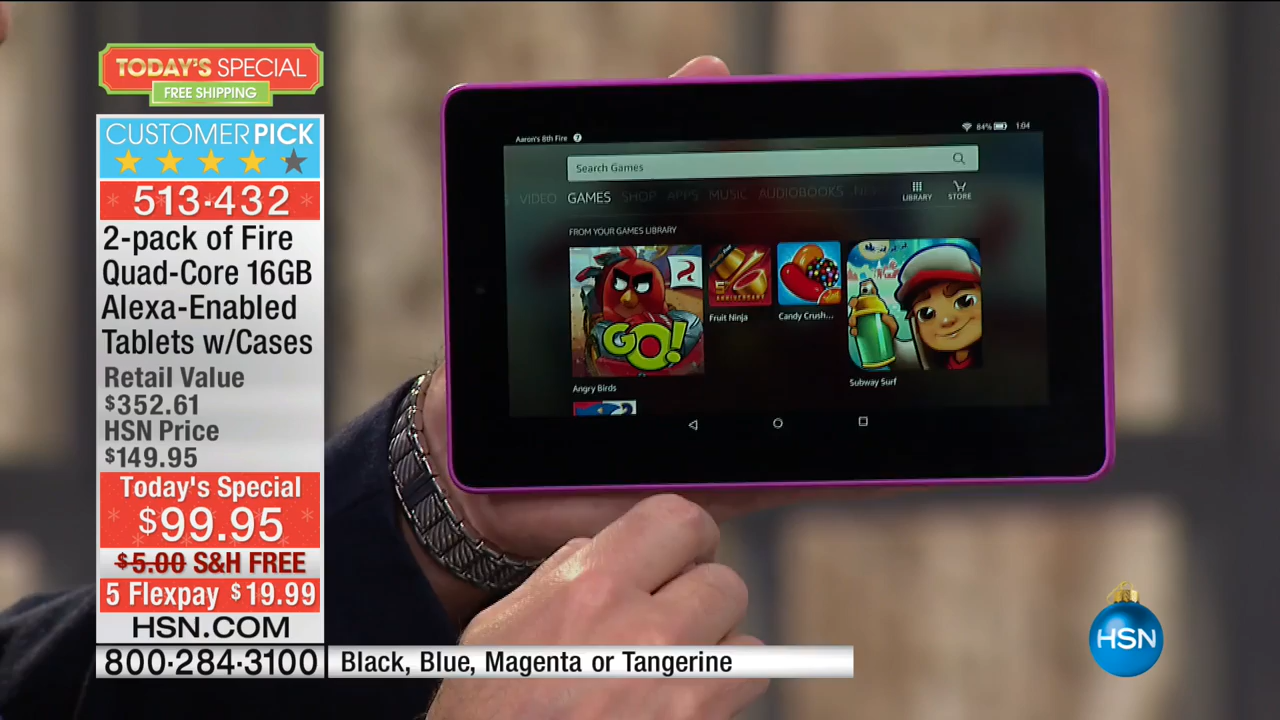 TODAY'S SPECIAL
FREE SHIPPING
CUSTOMER PICK
513-432
2-pack of Fire
Quad-Core 16GB
Alexa-Enabled
Tablets w/Cases
Retail Value
$352.61
HSN Price
$149.95
Today's Special
$99.95
$5.00 S&H FREE
5 Flexpay $19.99
HSN.COM
800-284-3100
Black, Blue, Magenta or Tangerine
Aaron's 8th Fire
84% 1:04
Search Games
VIDEO GAMES SHOP APPS MUSIC AUDIOBOOKS
LIBRARY STORE
FROM YOUR GAMES LIBRARY
GO!
Angry Birds
Fruit Ninja
Candy Crush...
Subway Surf
HSN